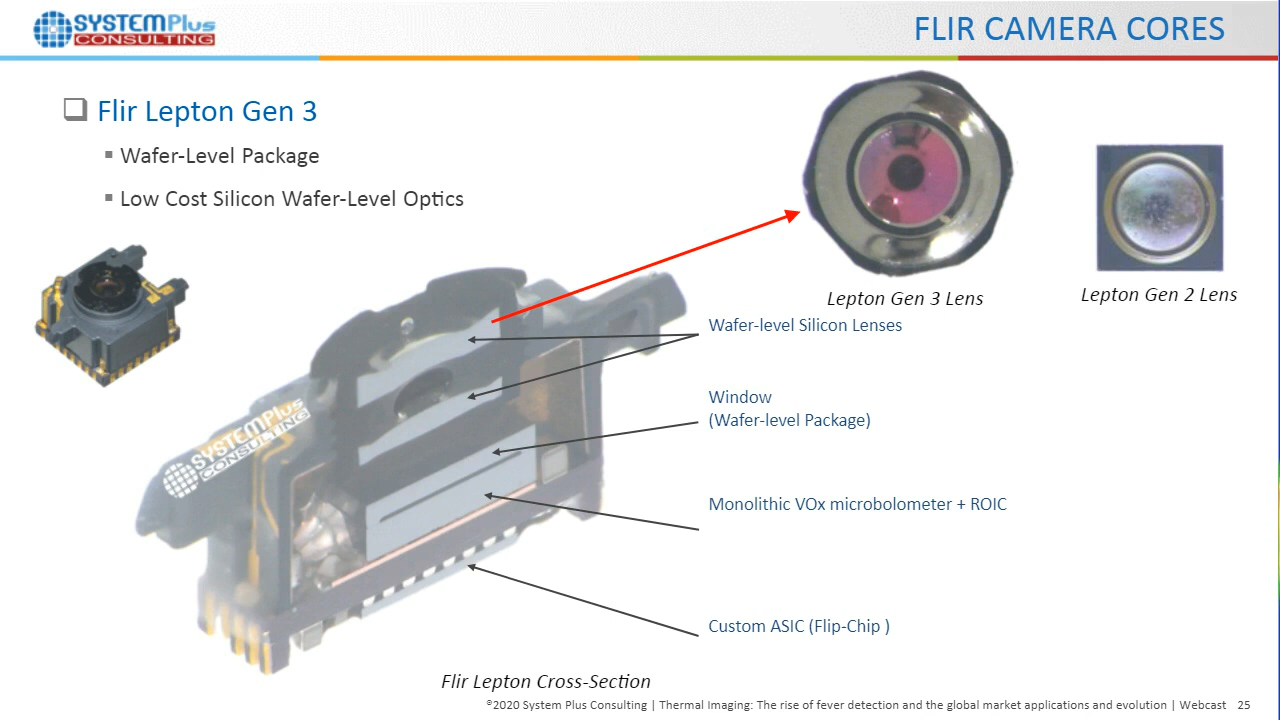 SYSTEMPlus
CONSULTING
FLIR CAMERA CORES
Flir Lepton Gen 3
Wafer-Level Package
Low Cost Silicon Wafer-Level Optics
Lepton Gen 3 Lens
Lepton Gen 2 Lens
Wafer-level Silicon Lenses
Window
(Wafer-level Package)
SYSTEMPlus
CONSULTING
Monolithic VOx microbolometer + ROIC
Custom ASIC (Flip-Chip )
Flir Lepton Cross-Section
©2020 System Plus Consulting | Thermal Imaging: The rise of fever detection and the global market applications and evolution | Webcast 25